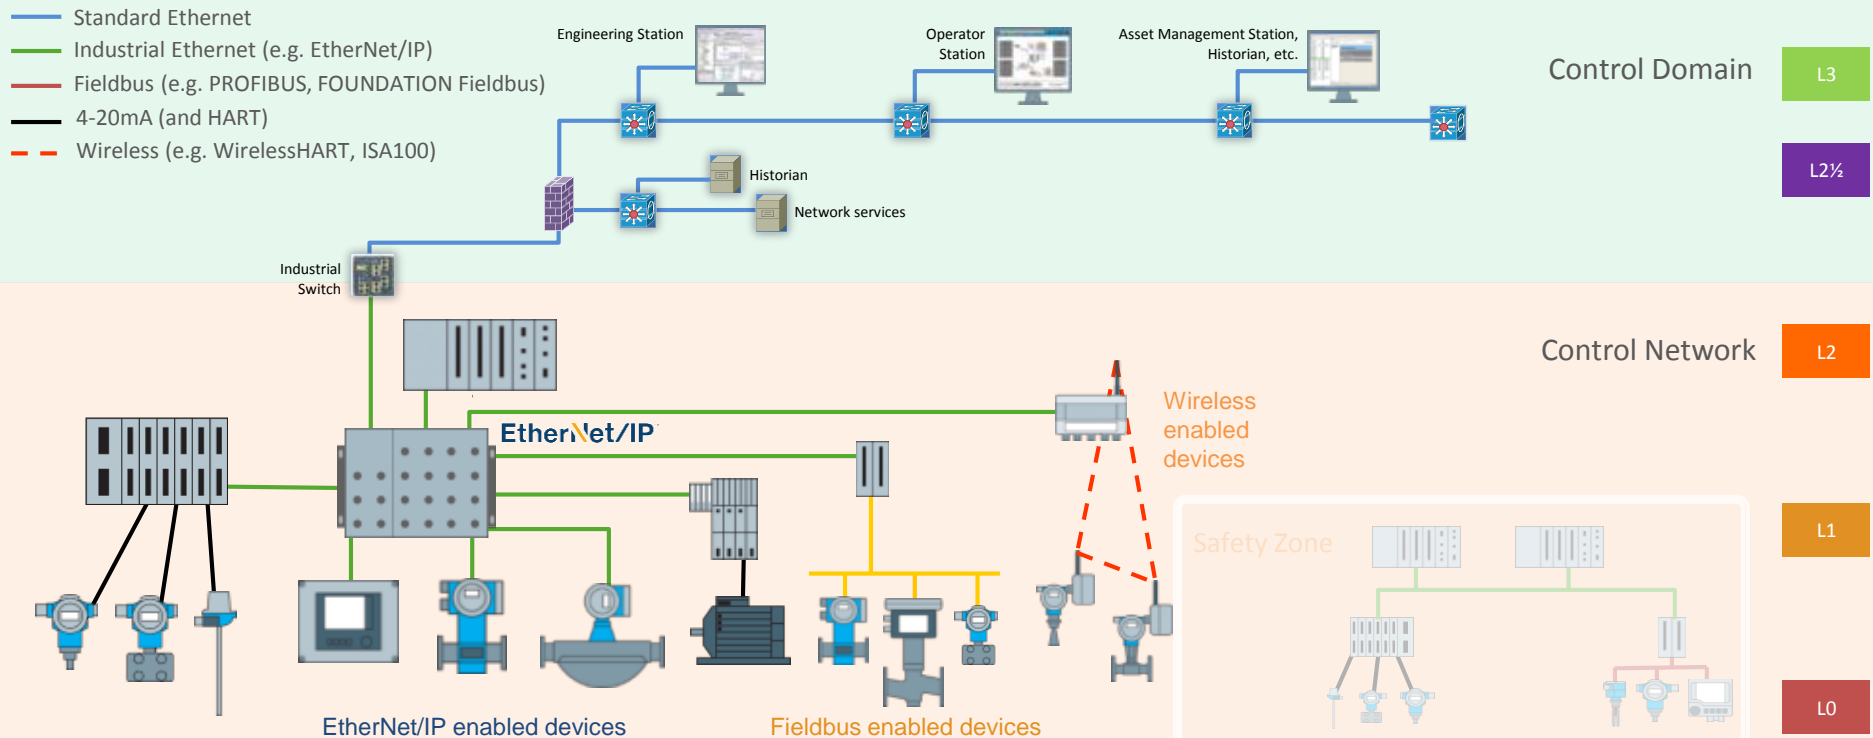 Standard Ethernet
Industrial Ethernet (e.g. EtherNet/IP)
Fieldbus (e.g. PROFIBUS, FOUNDATION Fieldbus)
4-20mA (and HART)
Wireless (e.g. WirelessHART, ISA100)
Engineering Station
Operator
Station
Asset Management Station,
Historian, etc.
Control Domain
L3
L2½
Historian
Network services
Industrial
Switch
Control Network
L2
EtherNet/IP
Wireless
enabled
devices
Safety Zone
L1
L0
EtherNet/IP enabled devices
Fieldbus enabled devices